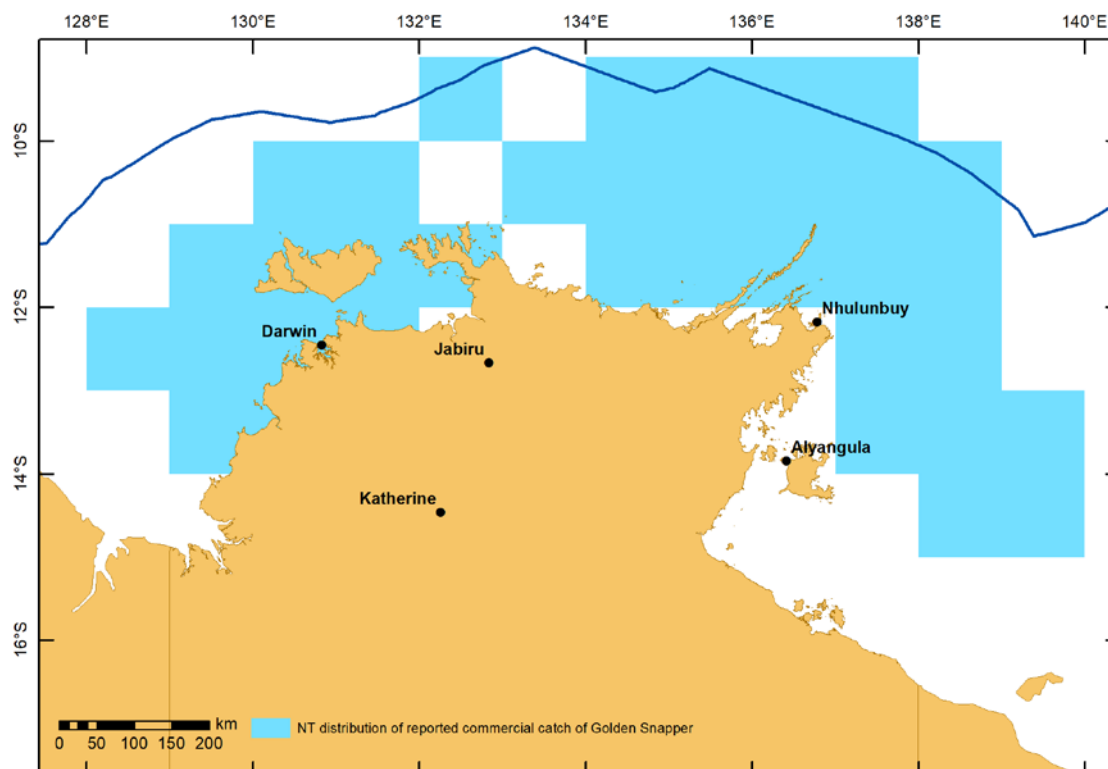 128°E 130°E 132°E 134°E 136°E 138°E 140°E
10°S
12°S
14°S
16°S
Nhulunbuy
Darwin
Jabiru
Alyangula
Katherine
km
0 50 100 150 200
NT distribution of reported commercial catch of Golden Snapper